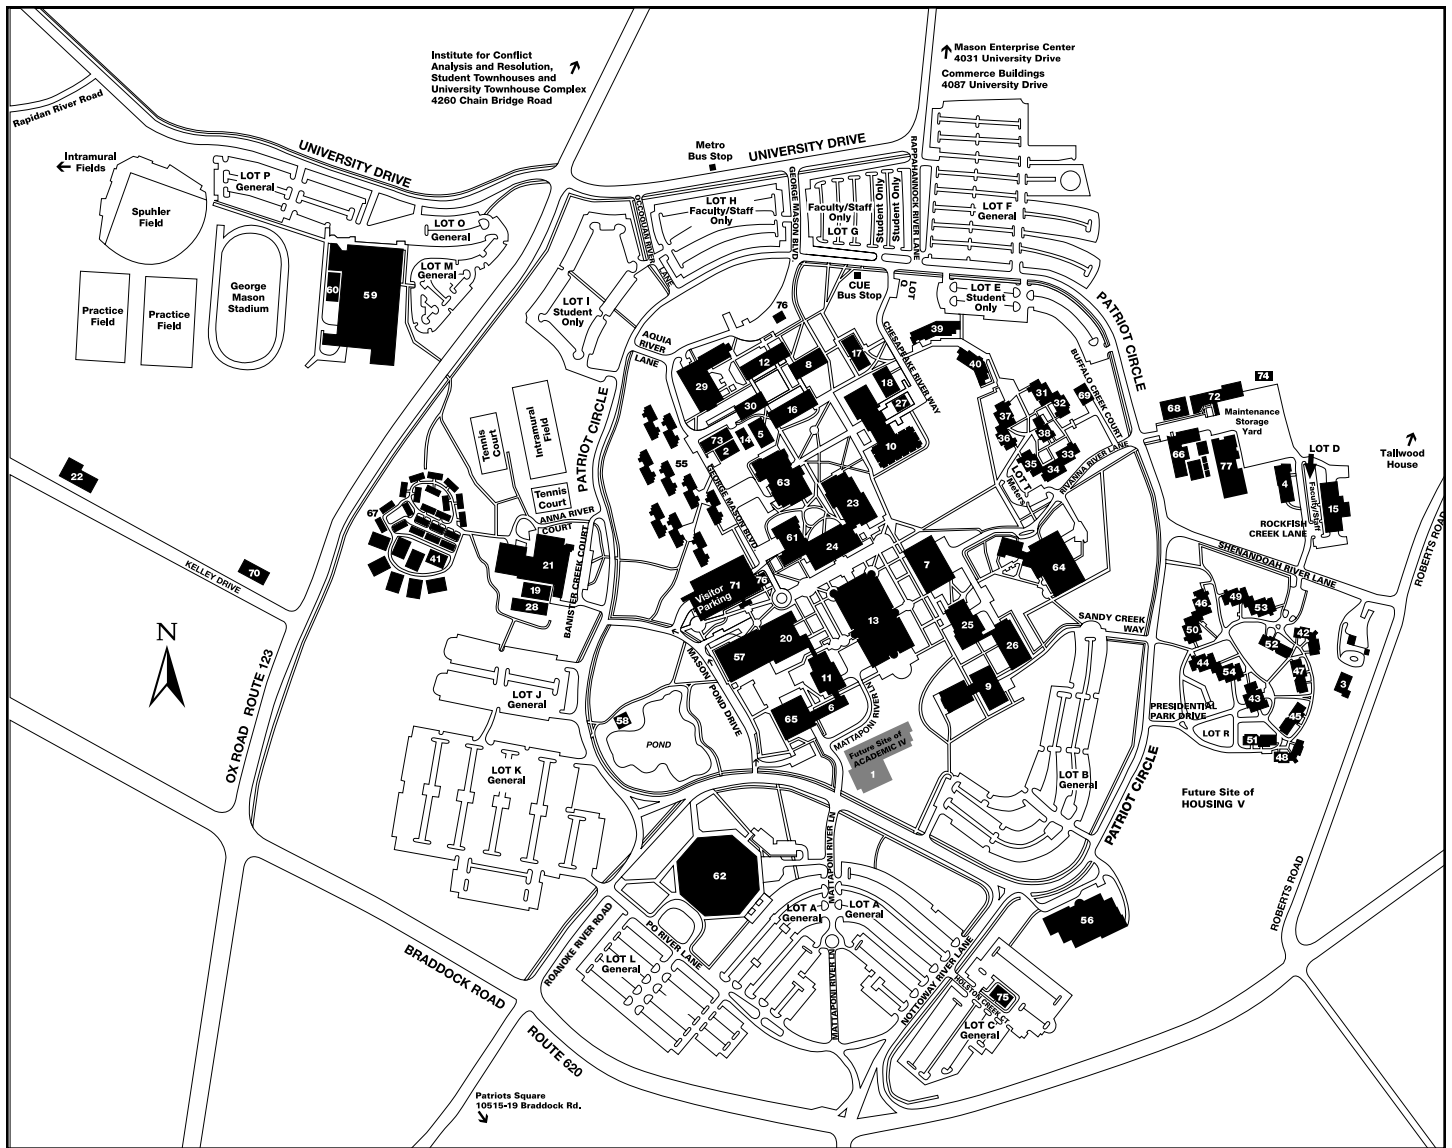 Institute for Conflict
Analysis and Resolution,
Student Townhouses and
University Townhouse Complex
4260 Chain Bridge Road
Mason Enterprise Center
4031 University Drive
Commerce Buildings
4087 University Drive
Rapidan River Road
Intramural
Fields
UNIVERSITY DRIVE
Metro
Bus Stop
UNIVERSITY DRIVE
RAPPAHANNOCK RIVER LANE
LOT P
General
Spuhler
Field
LOT O
General
LOT M
General
OCCOQUAN RIVER
LANE
LOT H
Faculty/Staff
Only
GEORGE MASON BLVD
Faculty/Staff
Only
LOT G
Student Only
Student Only
LOT F
General
George
Mason
Stadium
Practice
Field
Practice
Field
60
59
LOT I
Student
Only
CUE
Bus Stop
LOT
Q
LOT E
Student
Only
PATRIOT CIRCLE
76
AQUIA
RIVER
LANE
CHESAPEAKE RIVER WAY
39
BUFFALO CREEK COURT
12
8
17
29
18
27
40
31
32
69
74
72
68
Maintenance
Storage
Yard
30
16
37
38
36
73
14
5
2
10
35
33
34
LOT T
Meters
RIVANNA RIVER LANE
66
77
4
LOT D
Faculty/Staff
15
Tallwood
House
Intramural
Field
Tennis
Court
Tennis
Court
PATRIOT CIRCLE
55
GEORGE MASON BLVD
63
23
22
67
41
ANNA RIVER
COURT
BANISTER CREEK COURT
21
19
28
61
24
7
64
ROCKFISH
CREEK LANE
SHENANDOAH RIVER LANE
ROBERTS ROAD
70
KELLEY DRIVE
71
76
Visitor
Parking
13
25
26
20
57
11
9
SANDY CREEK
WAY
46
49
53
50
52
42
44
54
47
43
3
45
51
48
N
MASON POND DRIVE
65
6
MATTAPONI RIVER LN
PRESIDENTIAL
PARK DRIVE
LOT R
OX ROAD ROUTE 123
LOT J
General
58
POND
Future Site of
ACADEMIC IV
1
LOT K
General
LOT B
General
PATRIOT CIRCLE
Future Site of
HOUSING V
62
MATTAPONI RIVER LN
LOT A
General
LOT A
General
56
ROBERTS ROAD
BRADDOCK ROAD
ROANOKE RIVER ROAD
PO RIVER LANE
LOT L
General
MATTAPONI RIVER LN
NOTTOWAY RIVER LANE
HOLSTON CREEK CT
75
LOT C
General
ROUTE 620
Patriots Square
10515-19 Braddock Rd.